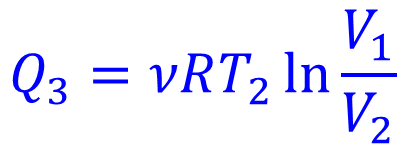 Q₃ = νRT₂ ln V₁/V₂